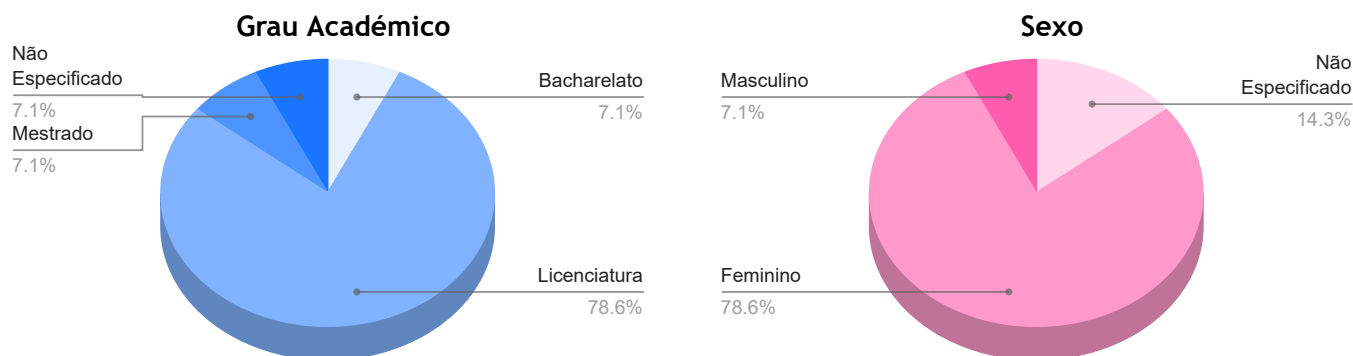 Grau Académico
Não
Especificado
7.1%
Mestrado
7.1%
Bacharelato
7.1%
Licenciatura
78.6%
Sexo
Masculino
7.1%
Não
Especificado
14.3%
Feminino
78.6%